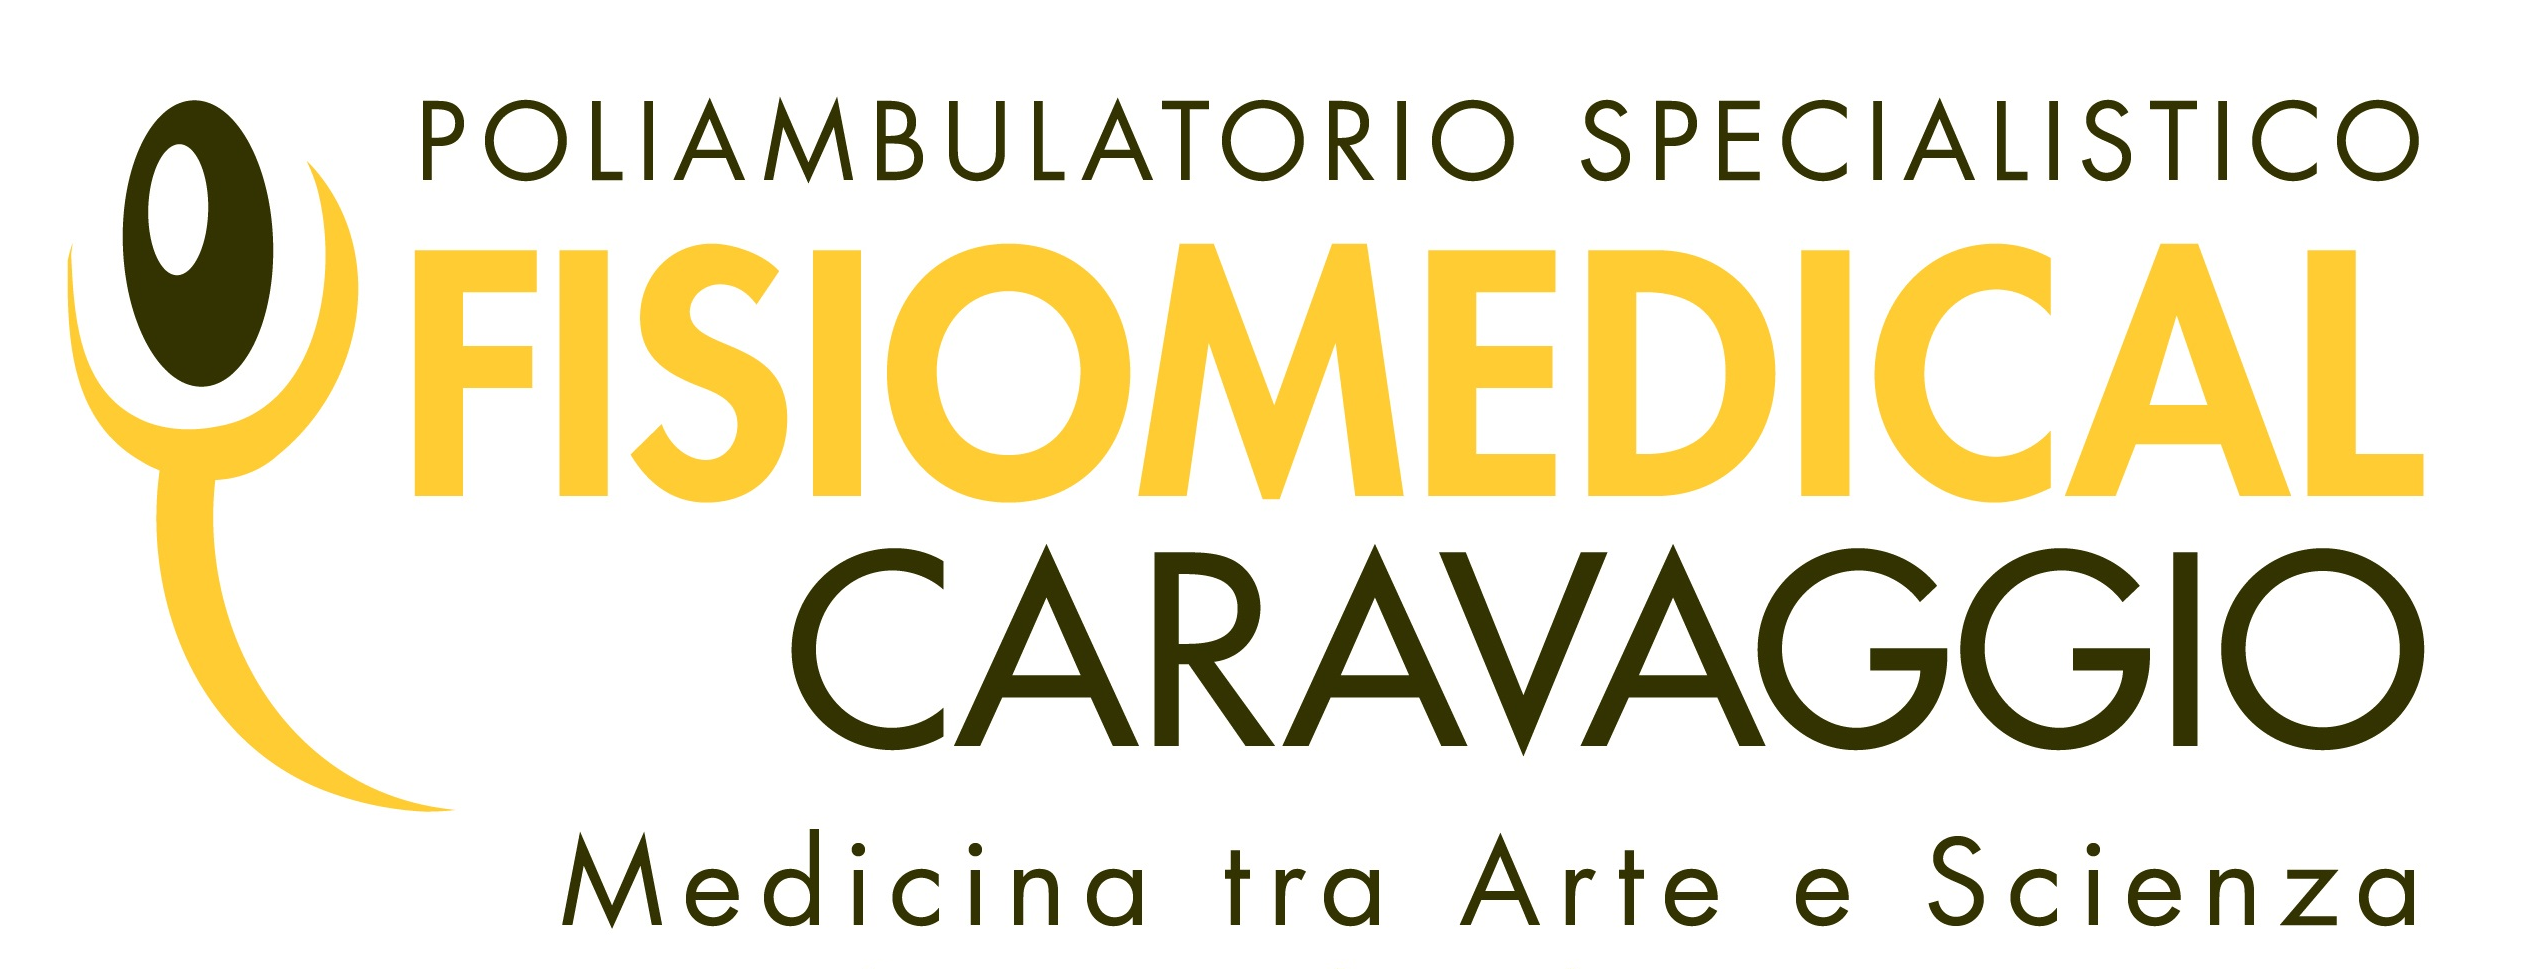 POLIAMBULATORIO SPECIALISTICO
FISIOMEDICAL
CARAVAGGIO
Medicina tra Arte e Scienza